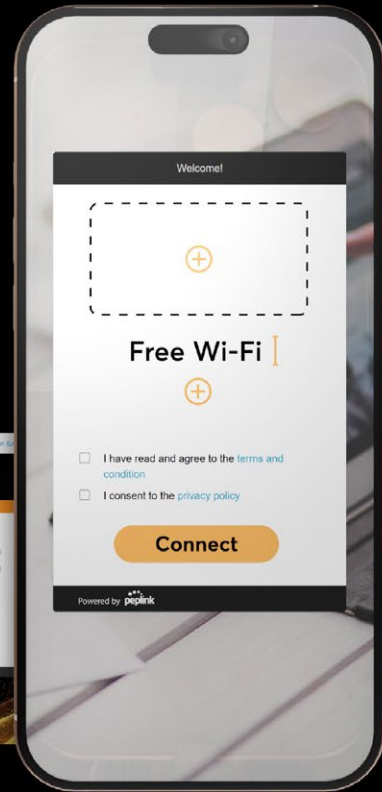 Welcome!
Free Wi-Fi
I have read and agree to the terms and
condition
I consent to the privacy policy
Connect
Powered by peplink